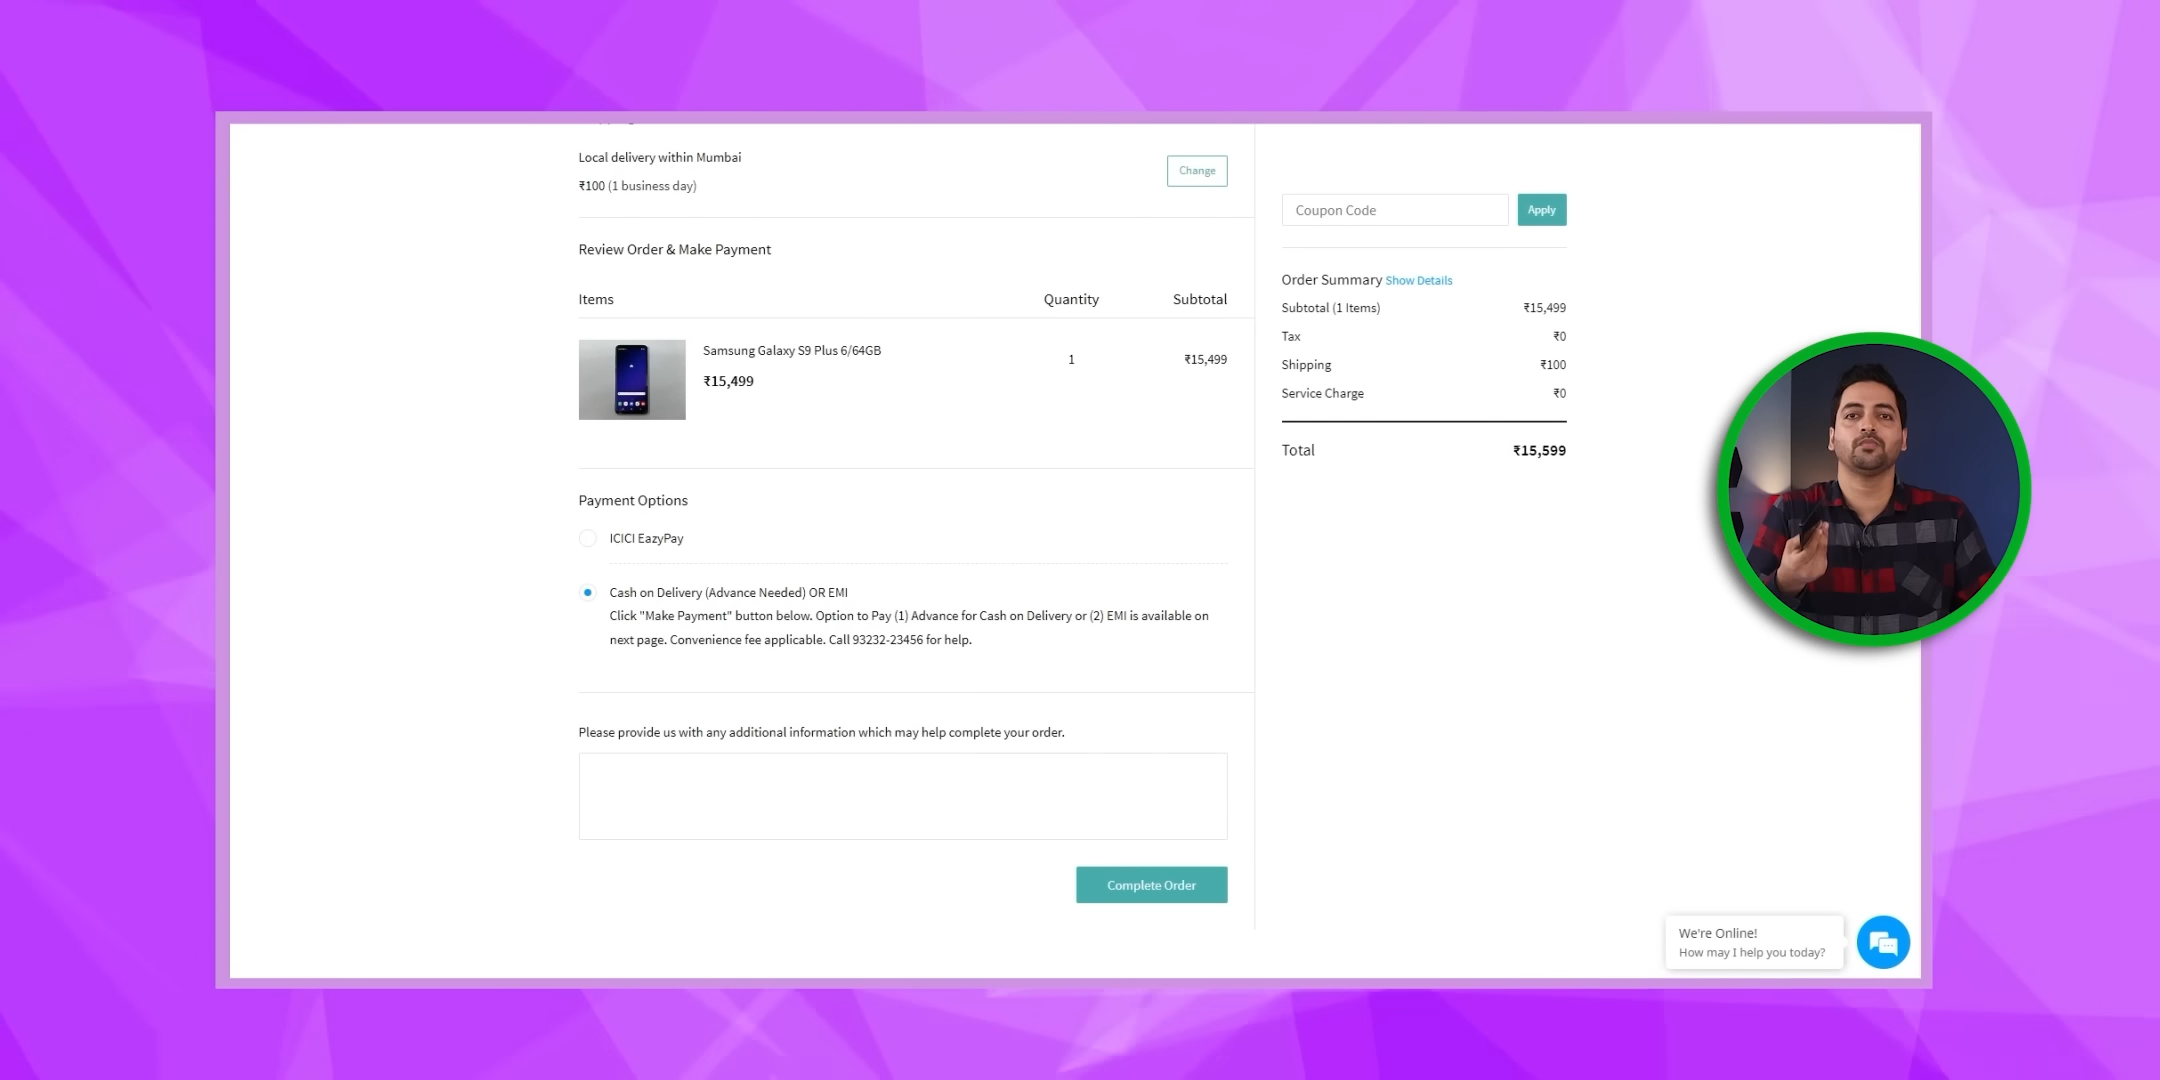 Local delivery within Mumbai
₹100 (1 business day)
Change
Review Order & Make Payment
Items Quantity Subtotal
Samsung Galaxy S9 Plus 6/64GB
₹15,499
1
₹15,499
Payment Options
ICICI EazyPay
Cash on Delivery (Advance Needed) OR EMI
Click "Make Payment" button below. Option to Pay (1) Advance for Cash on Delivery or (2) EMI is available on
next page. Convenience fee applicable. Call 93232-23456 for help.
Please provide us with any additional information which may help complete your order.
Complete Order
Coupon Code
Apply
Order Summary Show Details
Subtotal (1 Items) ₹15,499
Tax ₹0
Shipping ₹100
Service Charge ₹0
Total ₹15,599
We're Online!
How may I help you today?